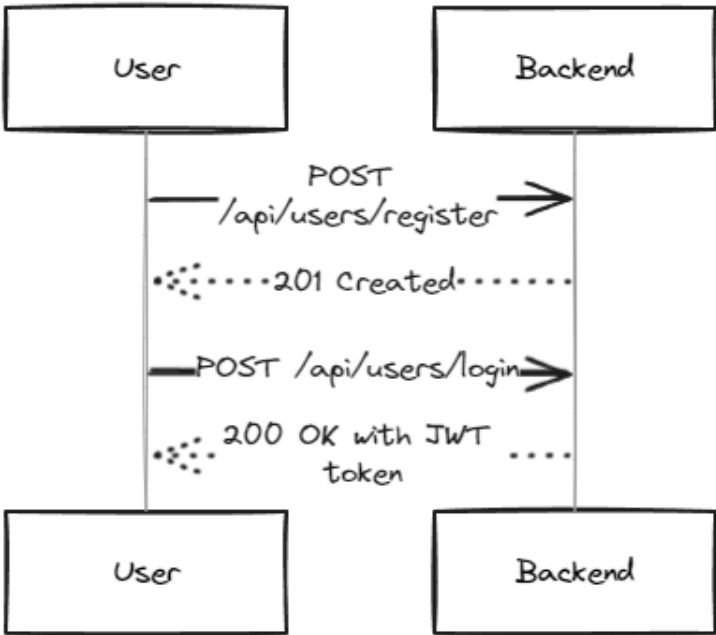 User
Backend
POST
/api/users/register
201 Created
POST /api/users/login
200 OK with JWT
token
User
Backend